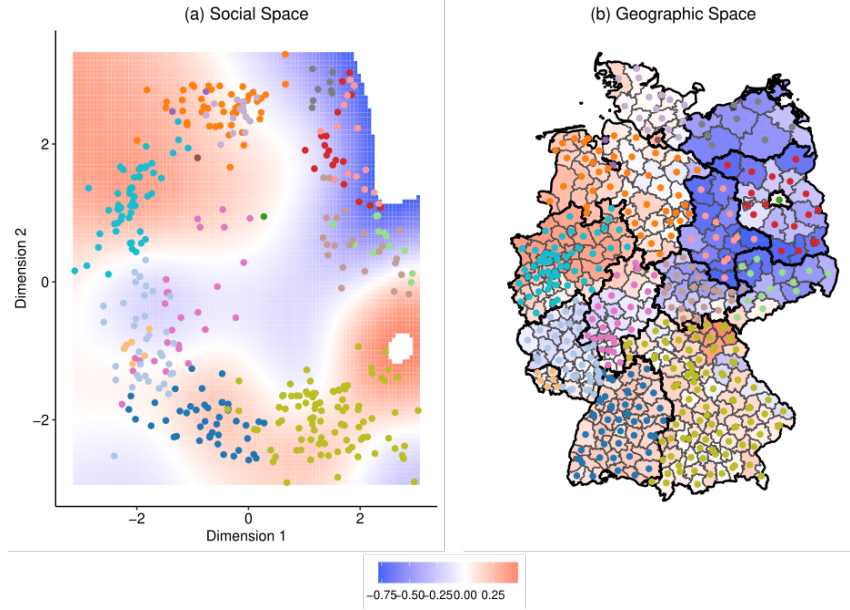 (a) Social Space
(b) Geographic Space
Dimension 2
2
0
−2
−2
0
2
Dimension 1
−0.75-0.50-0.250.00 0.25